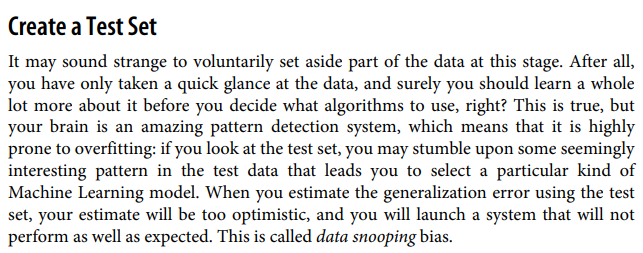 Create a Test Set
It may sound strange to voluntarily set aside part of the data at this stage. After all,
you have only taken a quick glance at the data, and surely you should learn a whole
lot more about it before you decide what algorithms to use, right? This is true, but
your brain is an amazing pattern detection system, which means that it is highly
prone to overfitting: if you look at the test set, you may stumble upon some seemingly
interesting pattern in the test data that leads you to select a particular kind of
Machine Learning model. When you estimate the generalization error using the test
set, your estimate will be too optimistic, and you will launch a system that will not
perform as well as expected. This is called data snooping bias.